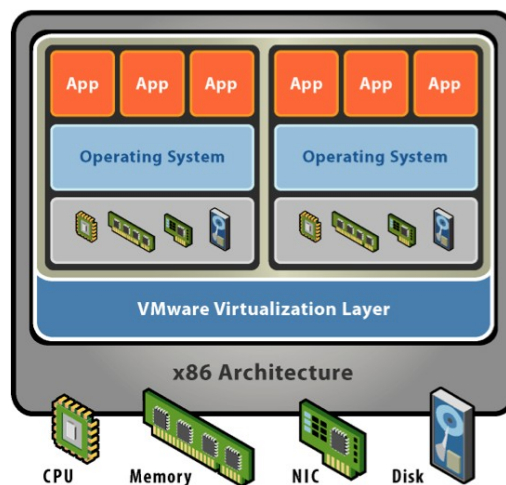 App App App App App App
Operating System Operating System
VMware Virtualization Layer
x86 Architecture
CPU Memory NIC Disk